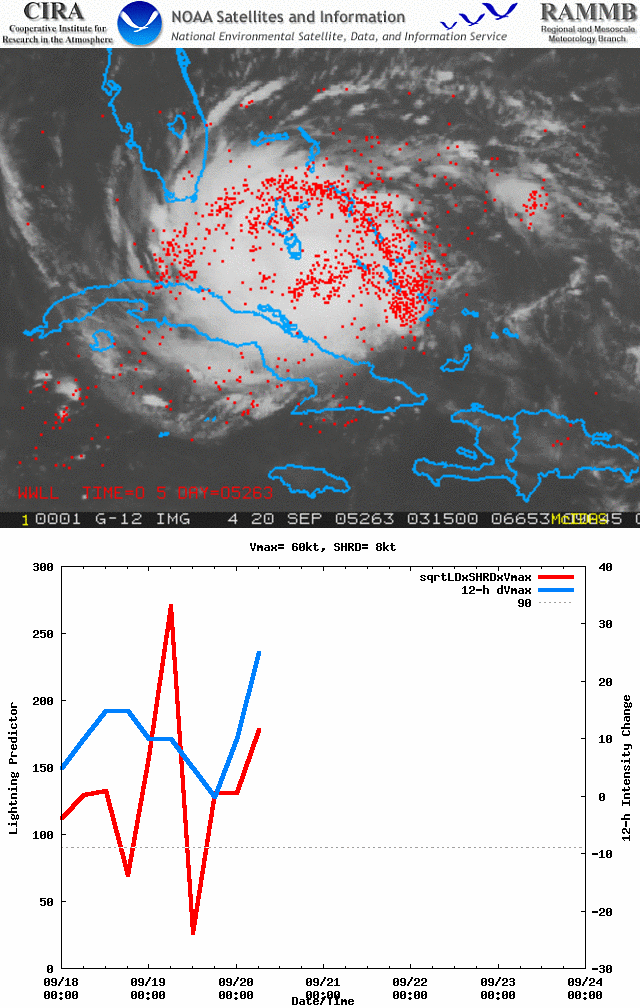 CIRA
Cooperative Institute for
Research in the Atmosphere
NOAA Satellites and Information
National Environmental Satellite, Data, and Information Service
RAMMB
Regional and Mesoscale
Meteorology Branch
WWLL TIME=0 5 DAY=05263
1 0001 G-12 IMG 4 20 SEP 05263 031500 06653
Vmax= 60kt, SHRD= 8kt
sqrtLDxSHRDxVmax
12-h dVmax
90
Lightning Predictor
300
250
200
150
100
50
0
12-h Intensity Change
40
30
20
10
0
-10
-20
-30
09/18 09/19 09/20 09/21 09/22 09/23 09/24
00:00 00:00 00:00 00:00 00:00 00:00 00:00
Date/Time